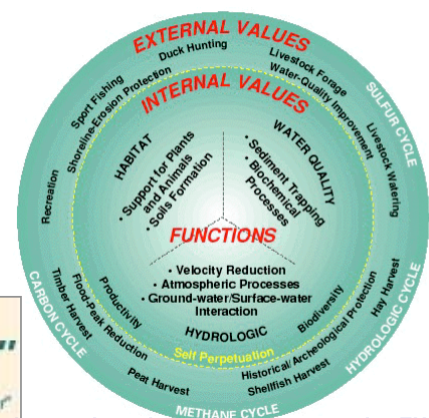 EXTERNAL VALUES
Duck Hunting
Livestock Forage
Water-Quality Improvement
Sport Fishing
Shoreline-Erosion Protection
INTERNAL VALUES
SULFUR CYCLE
Livestock Watering
Recreation
HABITAT
• Support for Plants
and Animals
• Soils Formation
WATER QUALITY
• Sediment Trapping
• Biochemical
Processes
FUNCTIONS
• Velocity Reduction
• Atmospheric Processes
• Ground-water/Surface-water
Interaction
HYDROLOGIC
Productivity
Biodiversity
Self Perpetuation
CARBON CYCLE
Timber Harvest
Flood-Peak Reduction
Peat Harvest
Historical/Archeological Protection
Shellfish Harvest
Hay Harvest
HYDROLOGIC CYCLE
METHANE CYCLE